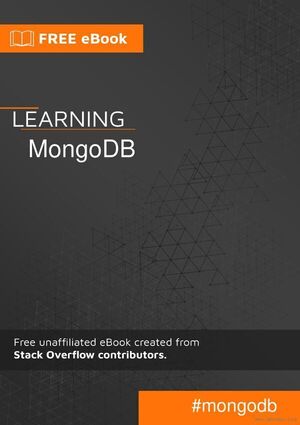 FREE eBook
LEARNING
MongoDB
Free unaffiliated eBook created from
Stack Overflow contributors.
#mongodb